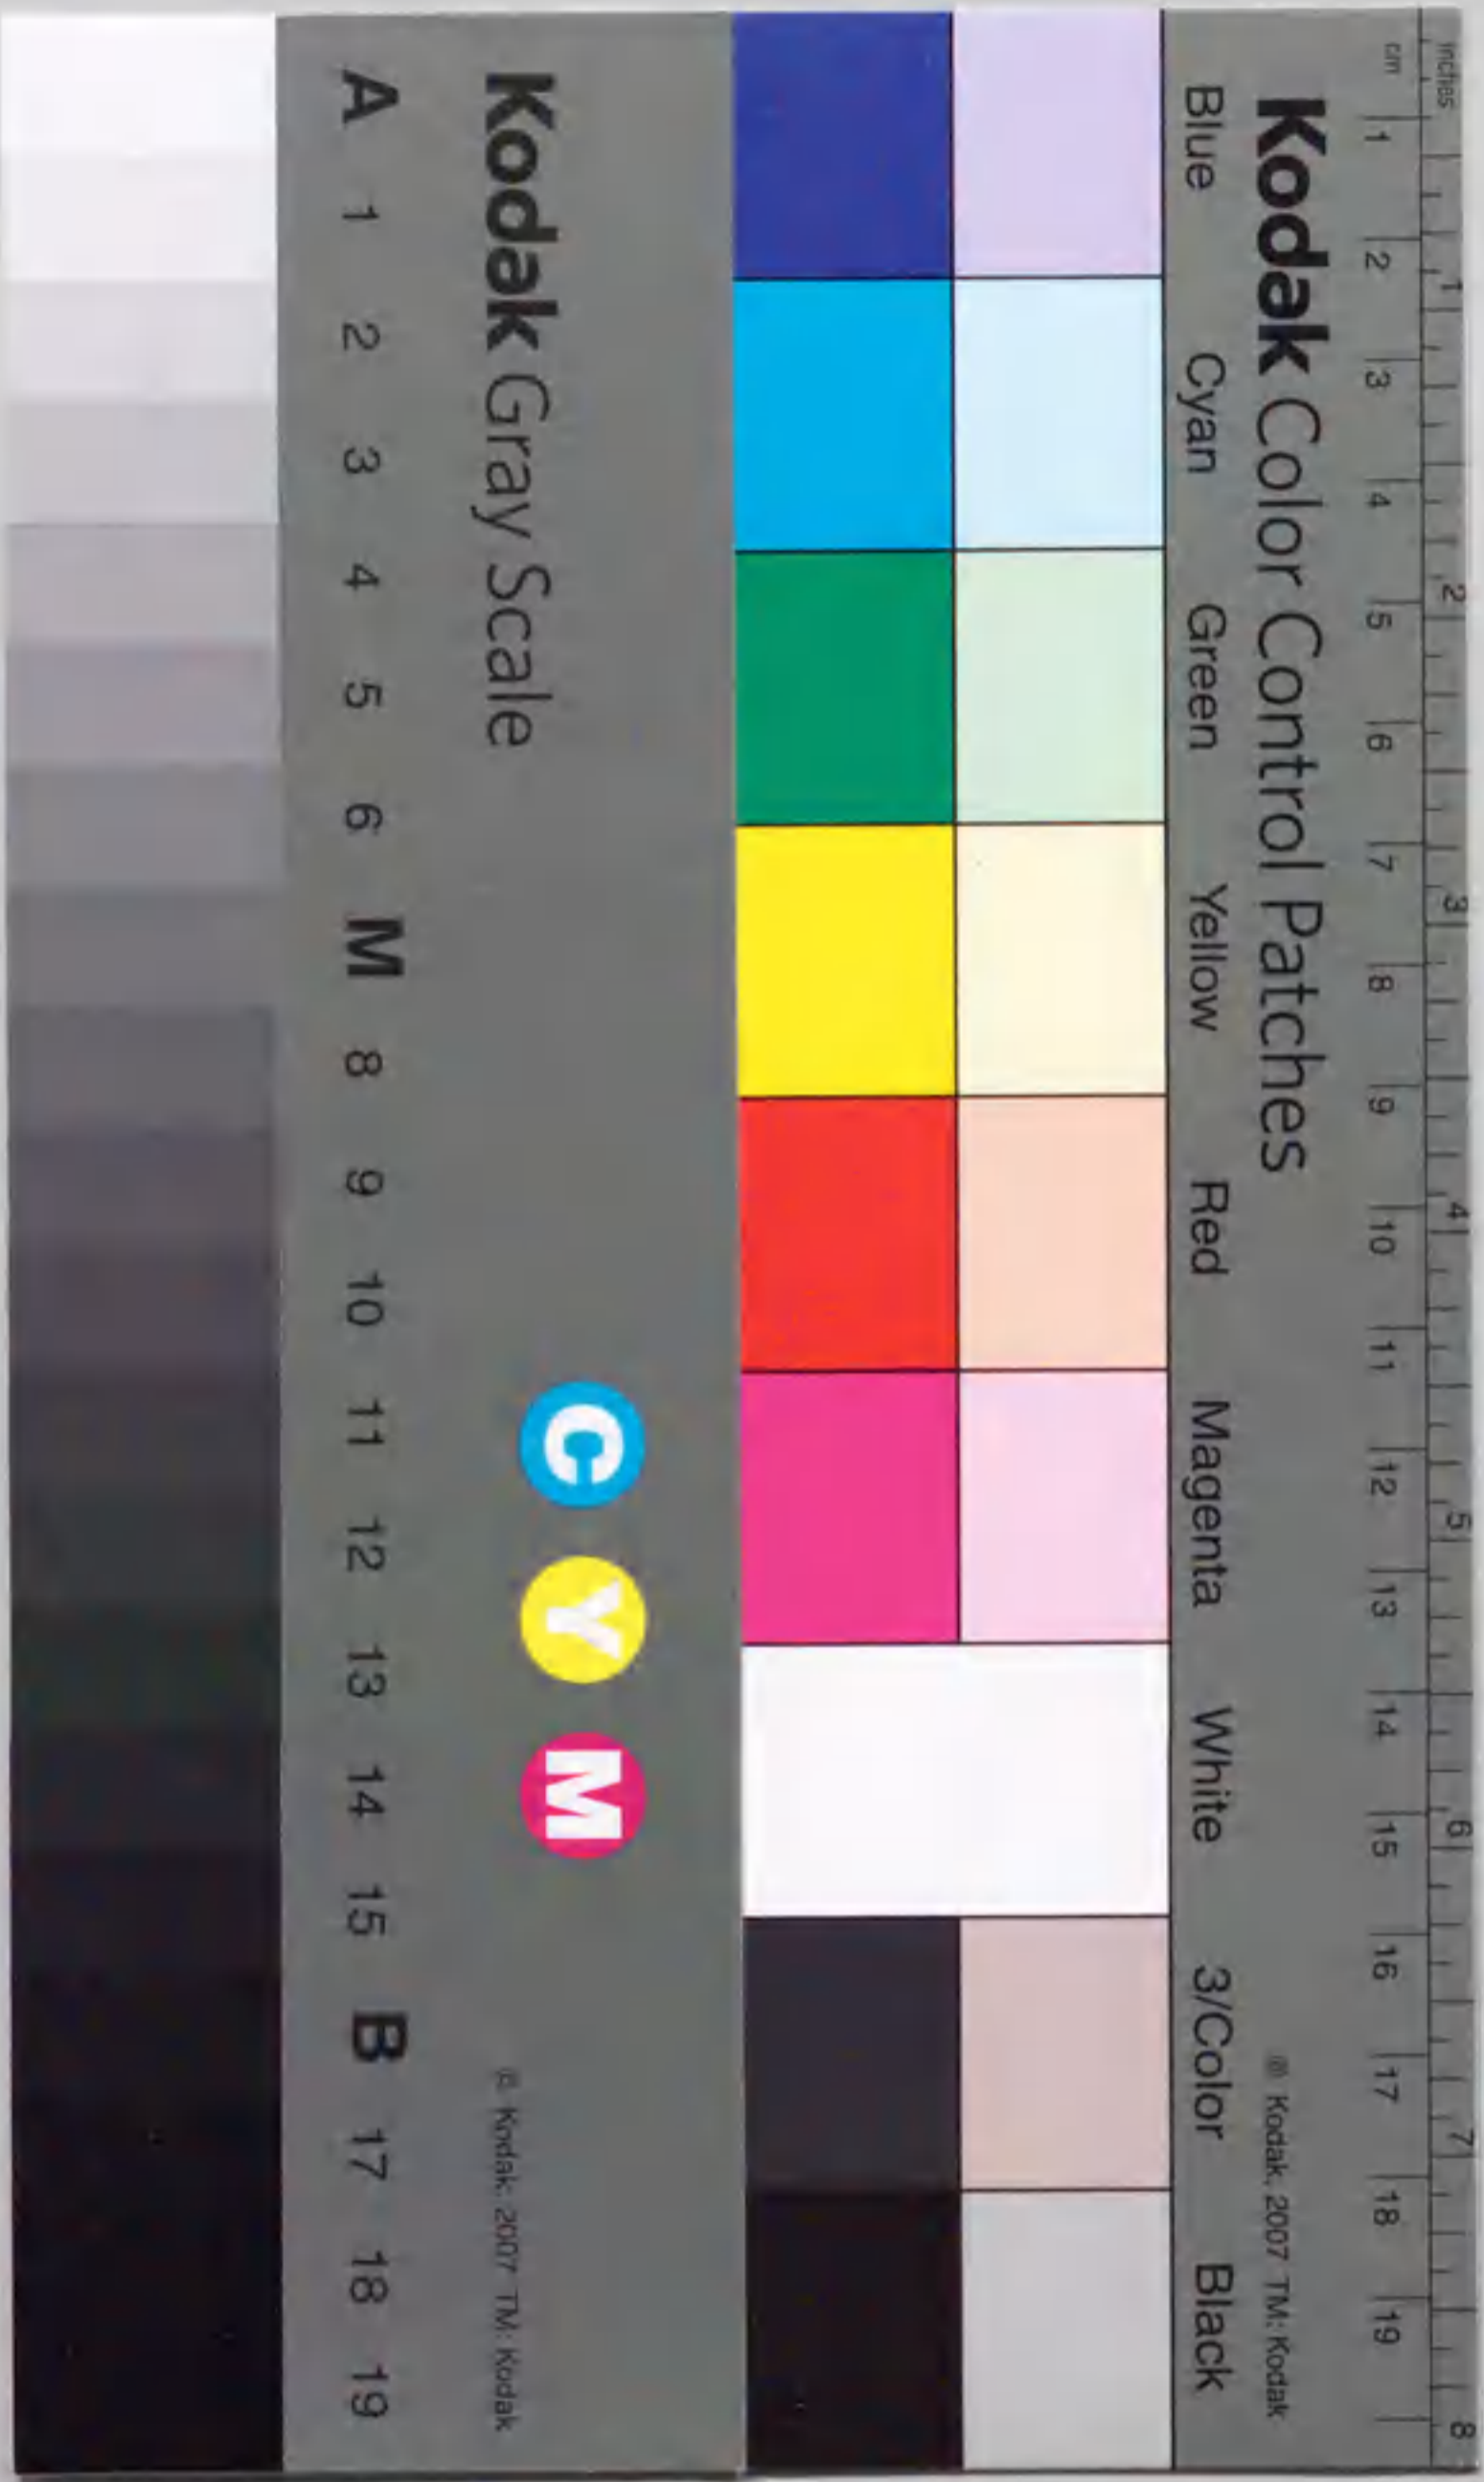 inches 1 2 3 4 5 6 7 8
cm 1 2 3 4 5 6 7 8 9 10 11 12 13 14 15 16 17 18 19
Kodak Color Control Patches
© Kodak, 2007 TM: Kodak
Blue Cyan Green Yellow Red Magenta White 3/Color Black
Kodak Gray Scale
C Y M
© Kodak, 2007 TM: Kodak
A 1 2 3 4 5 6 M 8 9 10 11 12 13 14 15 B 17 18 19